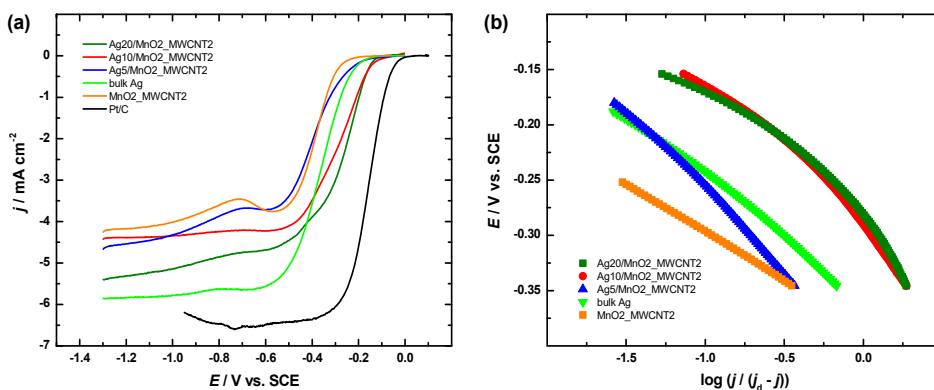 (a)
Ag20/MnO2_MWCNT2
Ag10/MnO2_MWCNT2
Ag5/MnO2_MWCNT2
bulk Ag
MnO2_MWCNT2
Pt/C
j / mA cm-2
0
-1
-2
-3
-4
-5
-6
-7
-1.4 -1.2 -1.0 -0.8 -0.6 -0.4 -0.2 0.0
E / V vs. SCE
(b)
E / V vs. SCE
-0.15
-0.20
-0.25
-0.30
-0.35
Ag20/MnO2_MWCNT2
Ag10/MnO2_MWCNT2
Ag5/MnO2_MWCNT2
bulk Ag
MnO2_MWCNT2
-1.5 -1.0 -0.5 0.0 0.5
log (j / (jd - j))